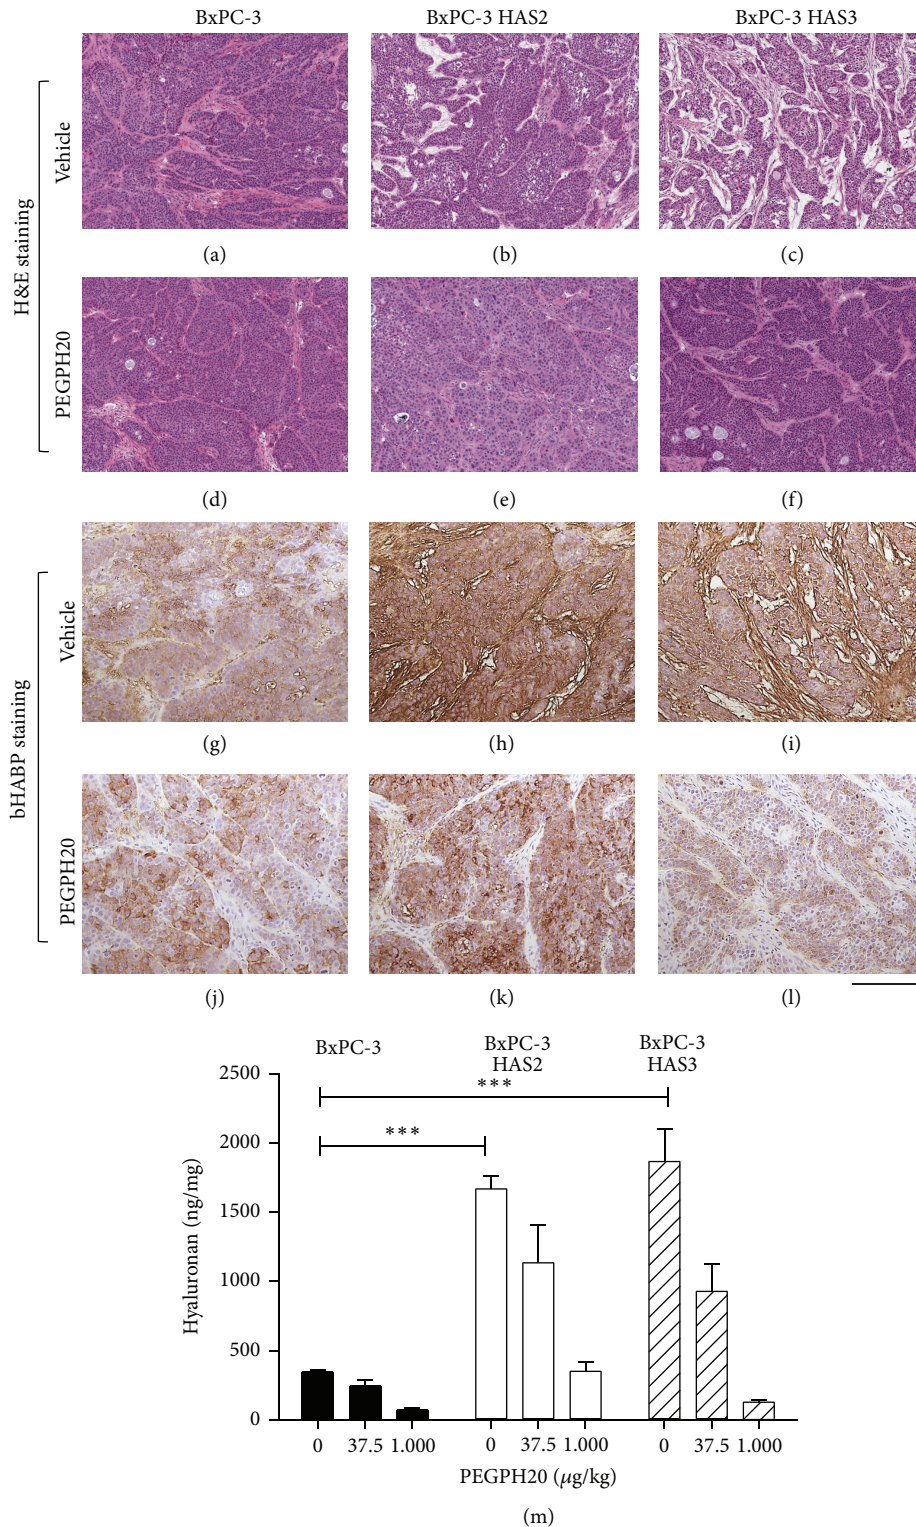 BxPC-3 BxPC-3 HAS2 BxPC-3 HAS3
H&E staining
Vehicle
(a) (b) (c)
PEGPH20
(d) (e) (f)
bHABP staining
Vehicle
(g) (h) (i)
PEGPH20
(j) (k) (l)
BxPC-3
BxPC-3
HAS2
BxPC-3
HAS3
***
***
Hyaluronan (ng/mg)
2500
2000
1500
1000
500
0
0 37.5 1.000 0 37.5 1.000 0 37.5 1.000
PEGPH20 (μg/kg)
(m)